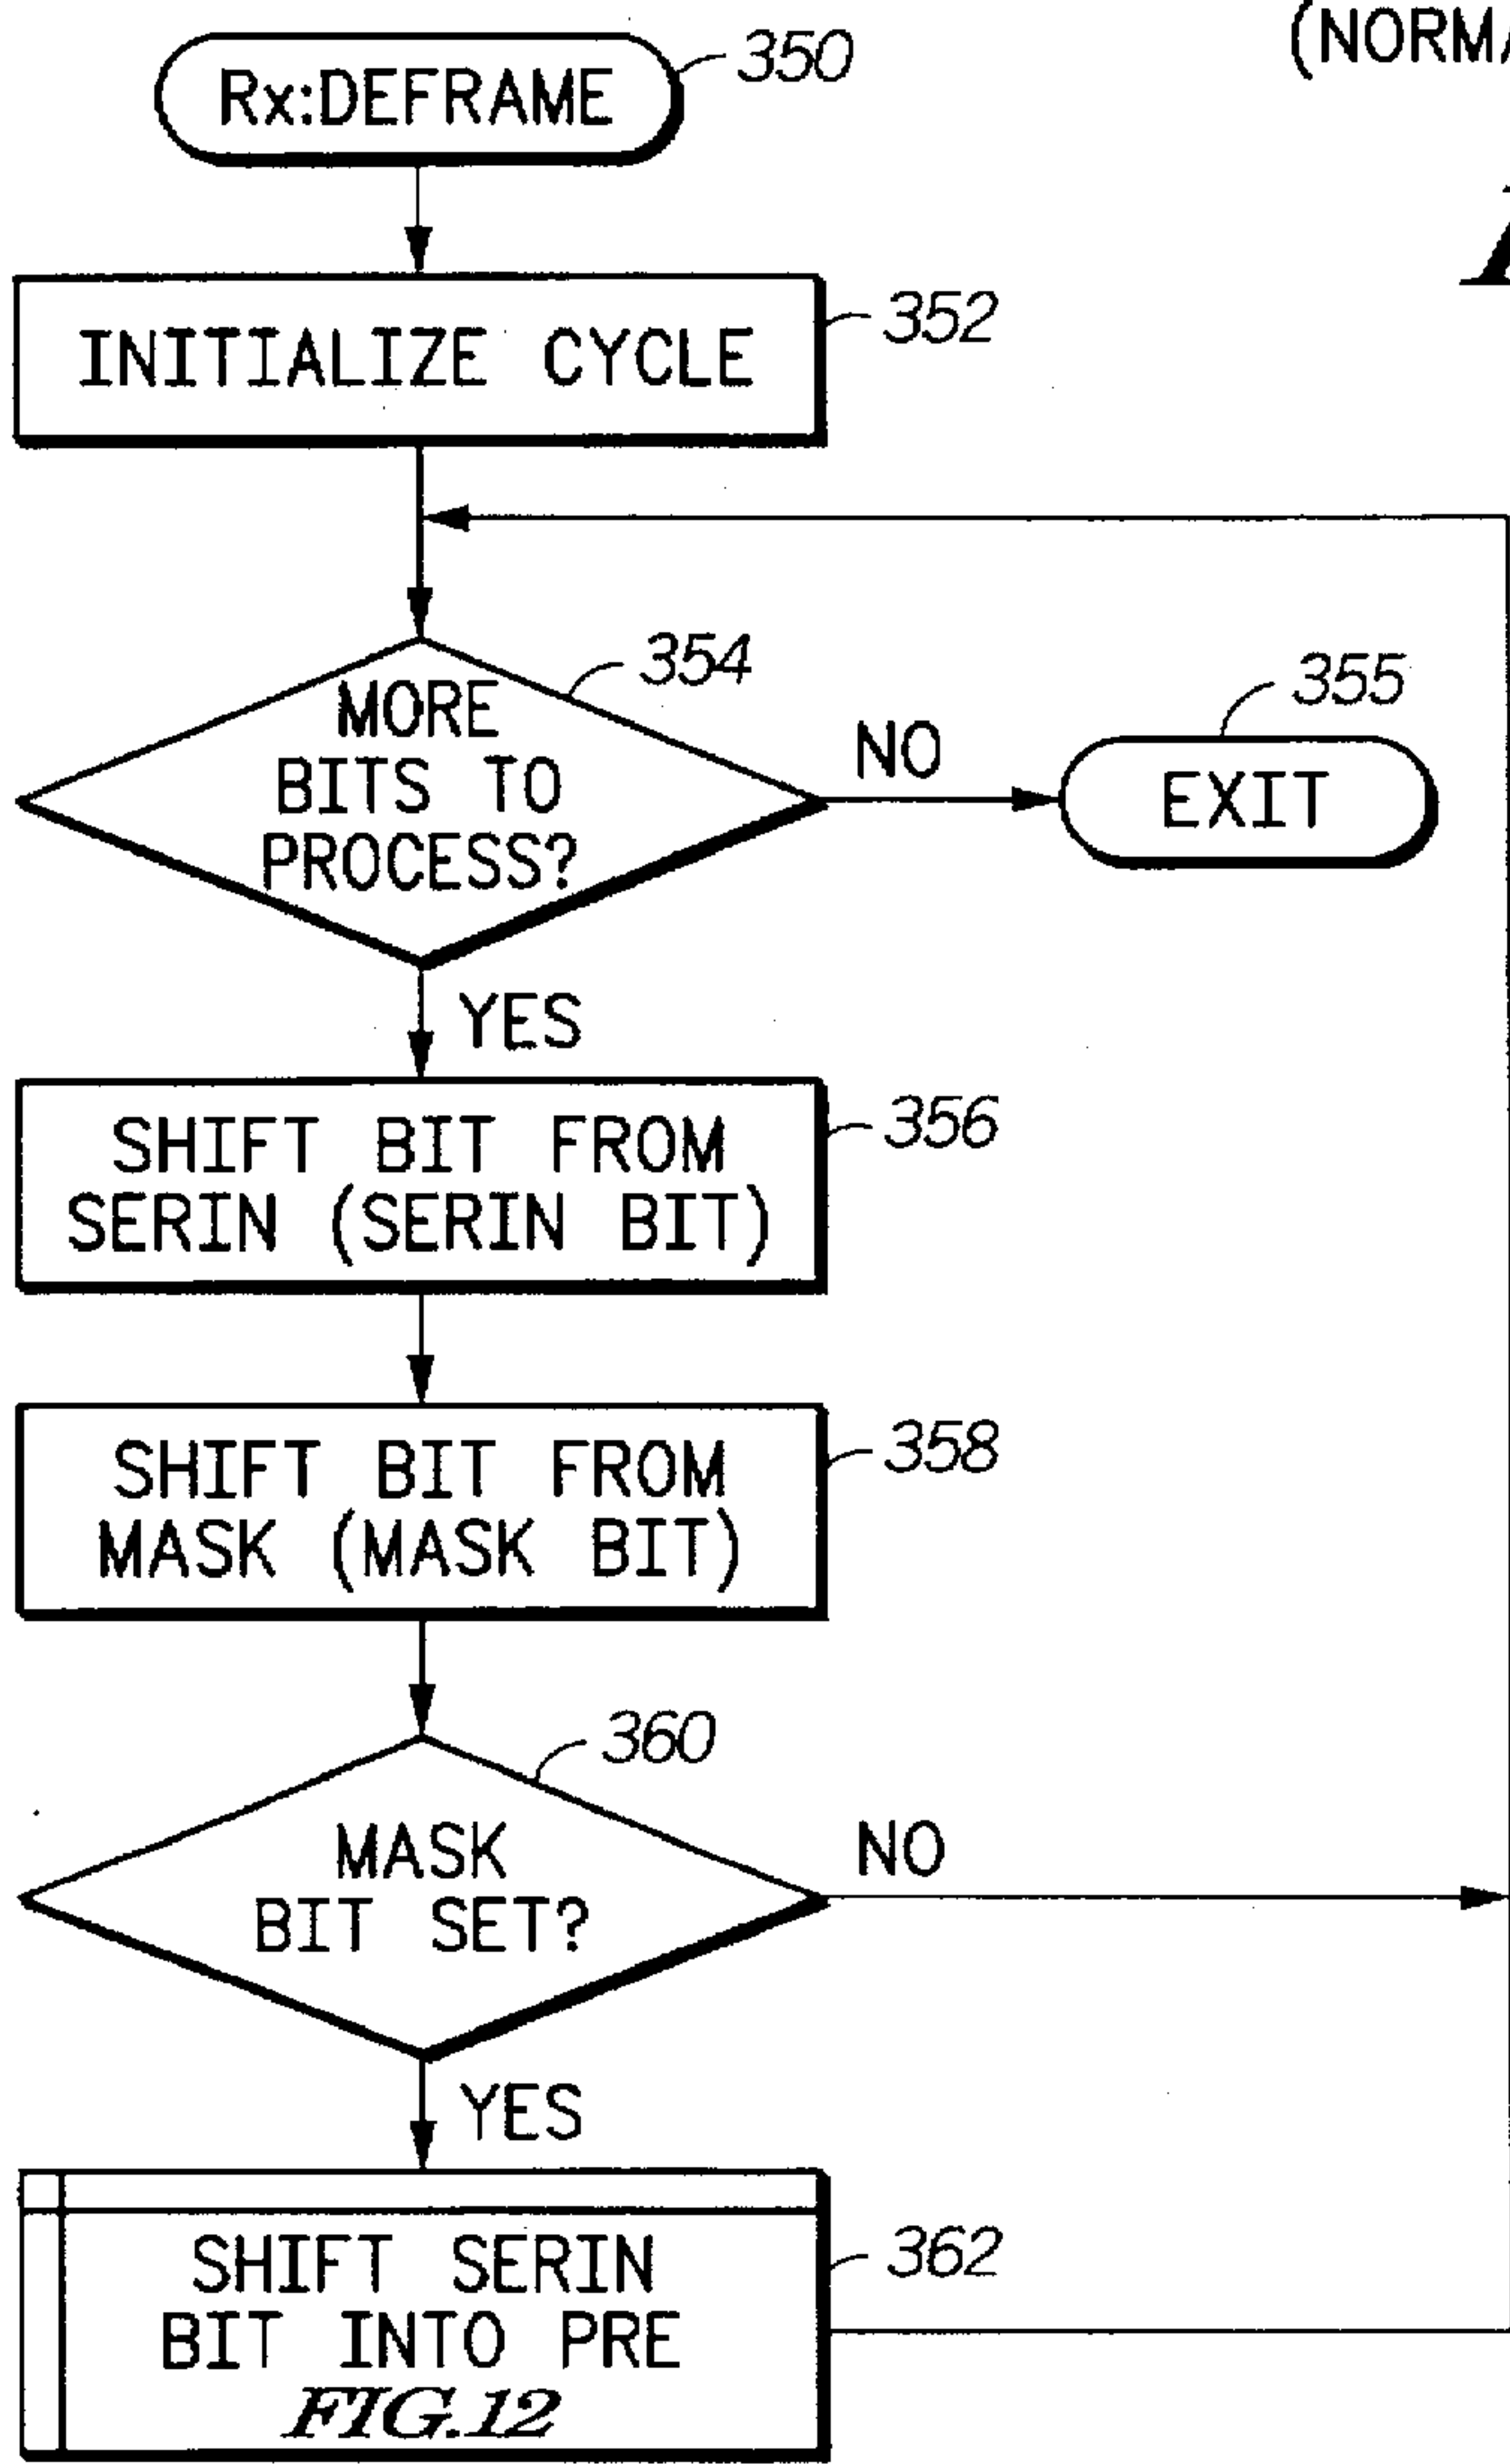 (NORM
Rx:DEFRAME
350
INITIALIZE CYCLE
352
MORE
BITS TO
PROCESS?
354
NO
EXIT
355
YES
SHIFT BIT FROM
SERIN (SERIN BIT)
356
SHIFT BIT FROM
MASK (MASK BIT)
358
MASK
BIT SET?
360
NO
YES
SHIFT SERIN
BIT INTO PRE
FIG.12
362